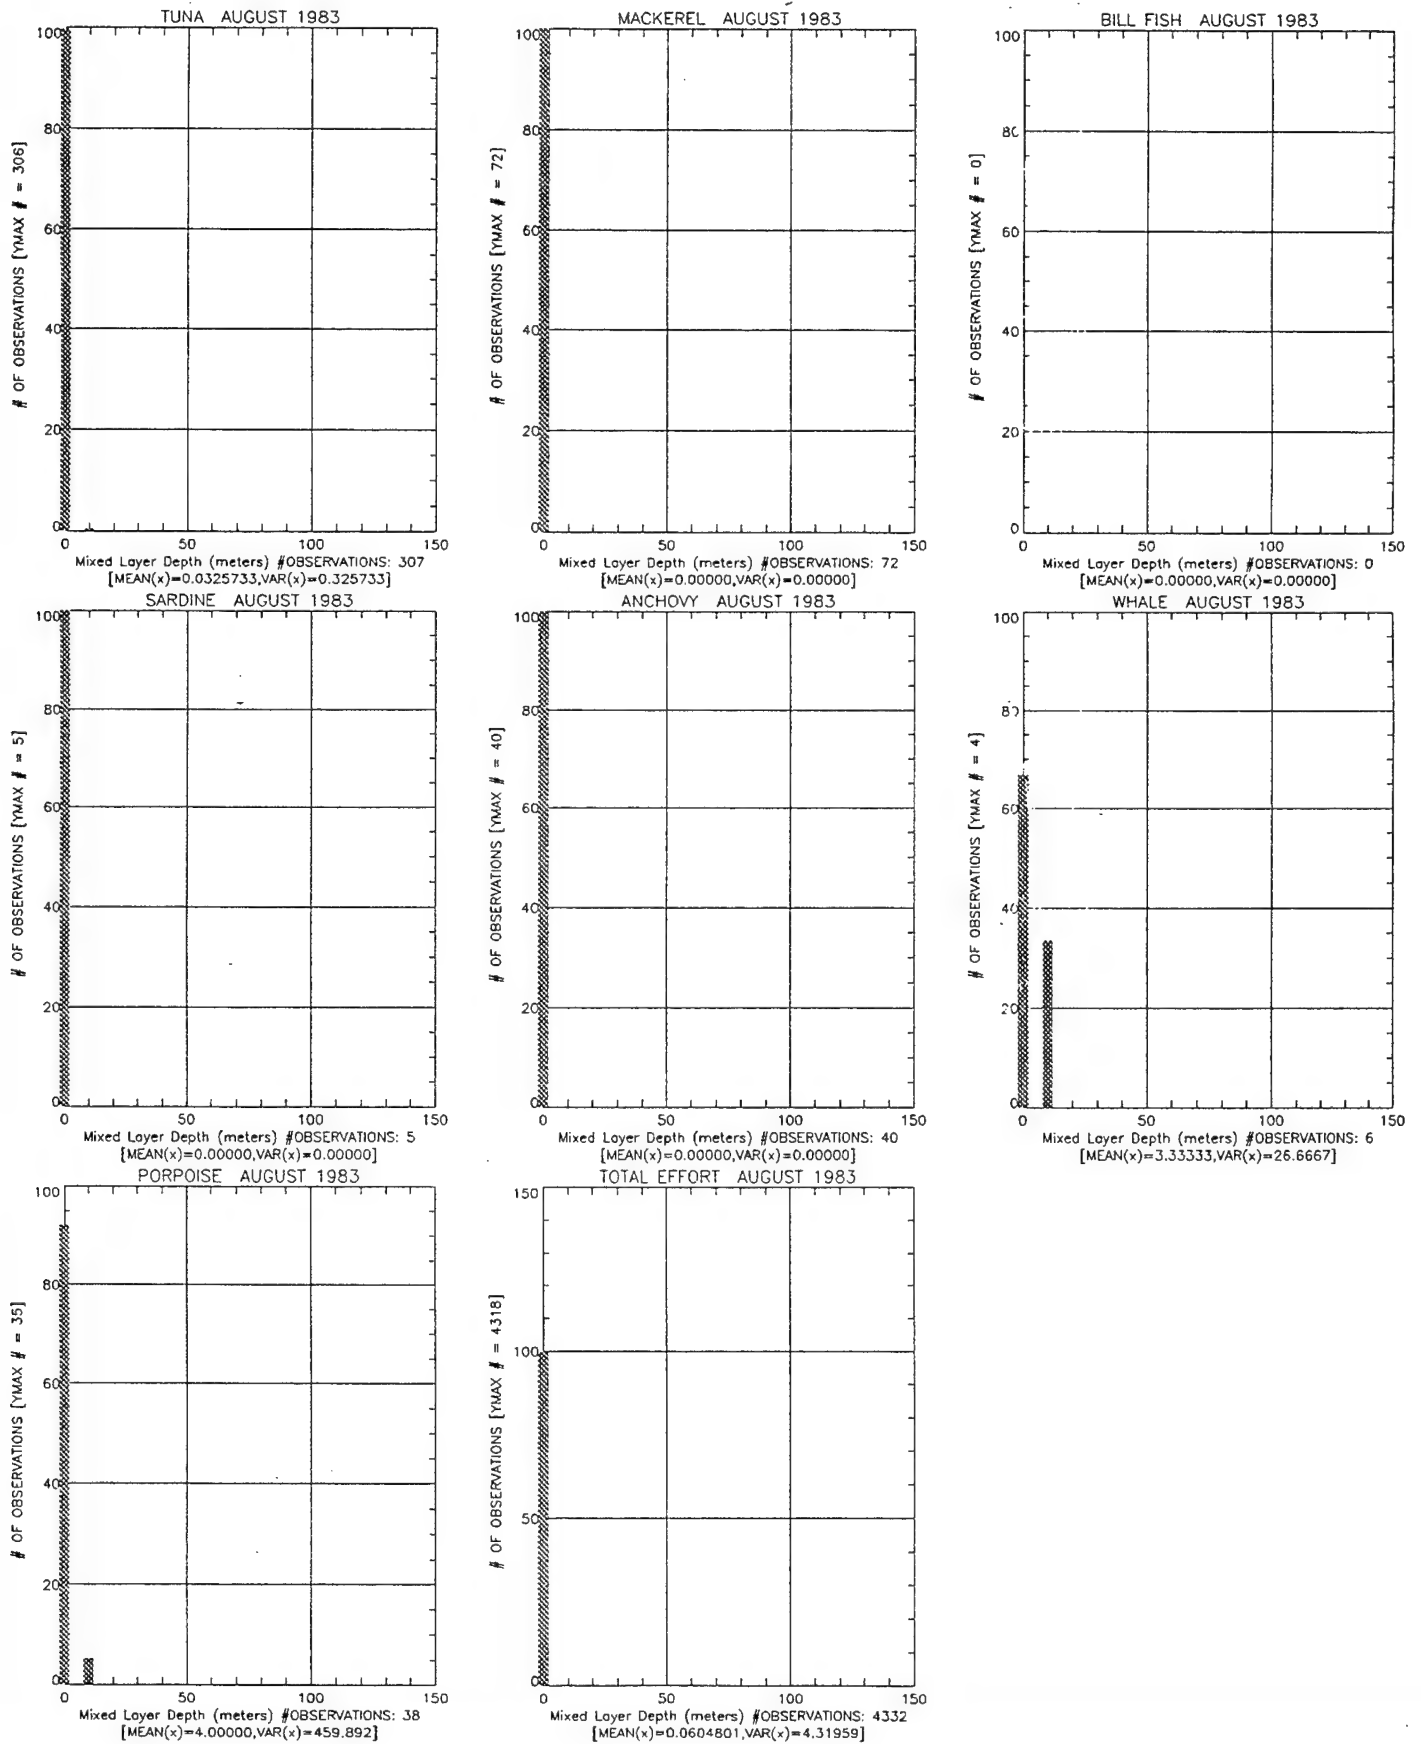 TUNA AUGUST 1983
100
80
60
40
20
0
# OF OBSERVATIONS [YMAX # = 306]
0 50 100 150
Mixed Layer Depth (meters) #OBSERVATIONS: 307
[MEAN(x)=0.0325733,VAR(x)=0.325733]
MACKEREL AUGUST 1983
100
80
60
40
20
0
# OF OBSERVATIONS [YMAX # = 72]
0 50 100 150
Mixed Layer Depth (meters) #OBSERVATIONS: 72
[MEAN(x)=0.00000,VAR(x)=0.00000]
BILL FISH AUGUST 1983
100
80
60
40
20
0
# OF OBSERVATIONS [YMAX # = 0]
0 50 100 150
Mixed Layer Depth (meters) #OBSERVATIONS: 0
[MEAN(x)=0.00000,VAR(x)=0.00000]
SARDINE AUGUST 1983
100
80
60
40
20
0
# OF OBSERVATIONS [YMAX # = 5]
0 50 100 150
Mixed Layer Depth (meters) #OBSERVATIONS: 5
[MEAN(x)=0.00000,VAR(x)=0.00000]
ANCHOVY AUGUST 1983
100
80
60
40
20
0
# OF OBSERVATIONS [YMAX # = 40]
0 50 100 150
Mixed Layer Depth (meters) #OBSERVATIONS: 40
[MEAN(x)=0.00000,VAR(x)=0.00000]
WHALE AUGUST 1983
100
80
60
40
20
0
# OF OBSERVATIONS [YMAX # = 4]
0 50 100 150
Mixed Layer Depth (meters) #OBSERVATIONS: 6
[MEAN(x)=3.33333,VAR(x)=26.6667]
PORPOISE AUGUST 1983
100
80
60
40
20
0
# OF OBSERVATIONS [YMAX # = 35]
0 50 100 150
Mixed Layer Depth (meters) #OBSERVATIONS: 38
[MEAN(x)=4.00000,VAR(x)=459.892]
TOTAL EFFORT AUGUST 1983
150
100
50
0
# OF OBSERVATIONS [YMAX # = 4318]
0 50 100 150
Mixed Layer Depth (meters) #OBSERVATIONS: 4332
[MEAN(x)=0.0604801,VAR(x)=4.31959]